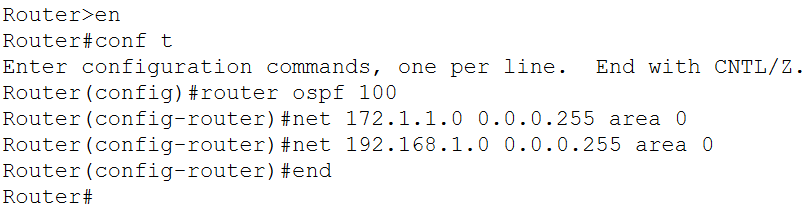 Router>en
Router#conf t
Enter configuration commands, one per line.  End with CNTL/Z.
Router(config)#router ospf 100
Router(config-router)#net 172.1.1.0 0.0.0.255 area 0
Router(config-router)#net 192.168.1.0 0.0.0.255 area 0
Router(config-router)#end
Router#